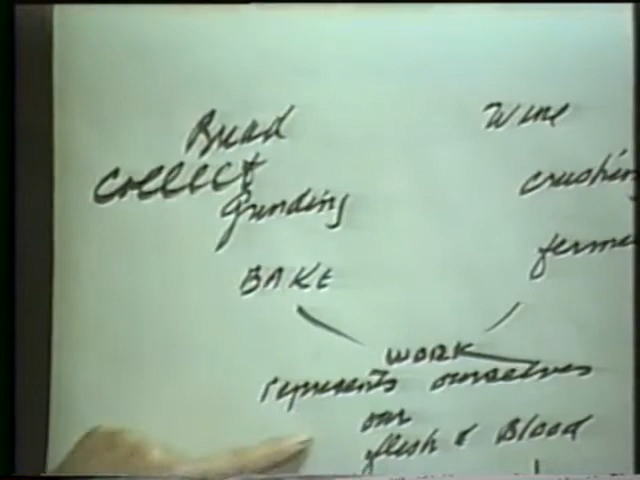 Bread
Wine
Collect
crushin
Grinding
ferme
BAKE
WORK
represents ourselves
our
flesh & Blood